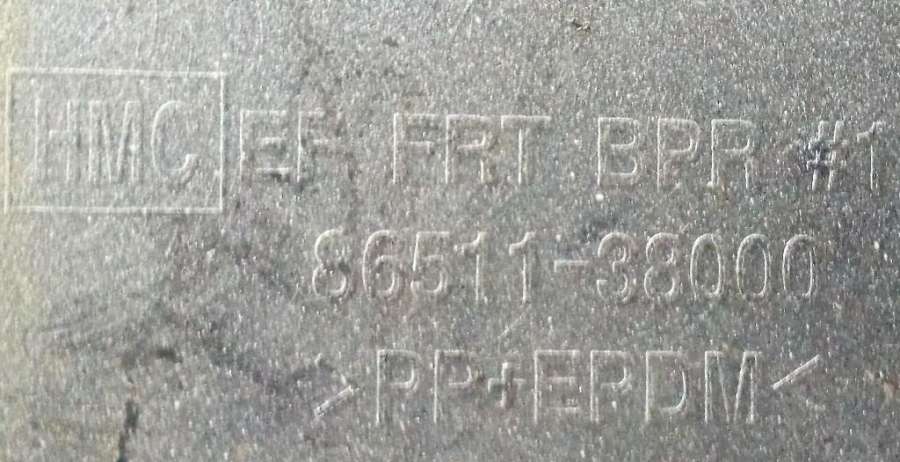 HMC EF FRT BPR #1
86511-38000
>PP+EPDM<